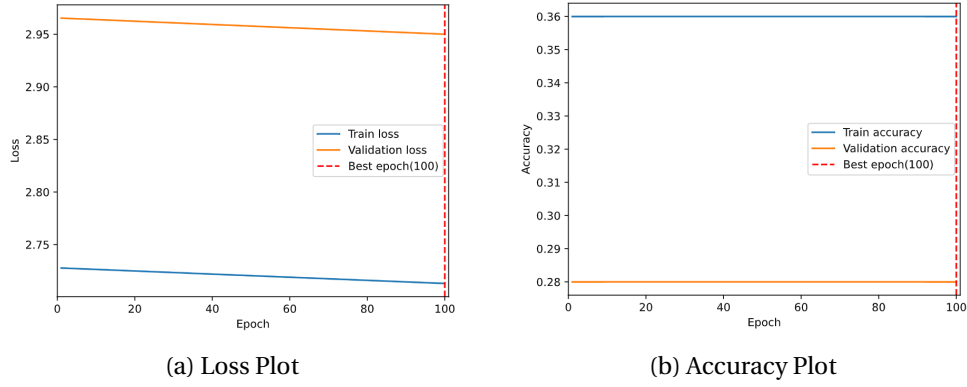 2.95
2.90
2.85
2.80
2.75
Loss
0 20 40 60 80 100
Epoch
Train loss
Validation loss
Best epoch(100)
(a) Loss Plot
0.36
0.35
0.34
0.33
0.32
0.31
0.30
0.29
0.28
Accuracy
0 20 40 60 80 100
Epoch
Train accuracy
Validation accuracy
Best epoch(100)
(b) Accuracy Plot